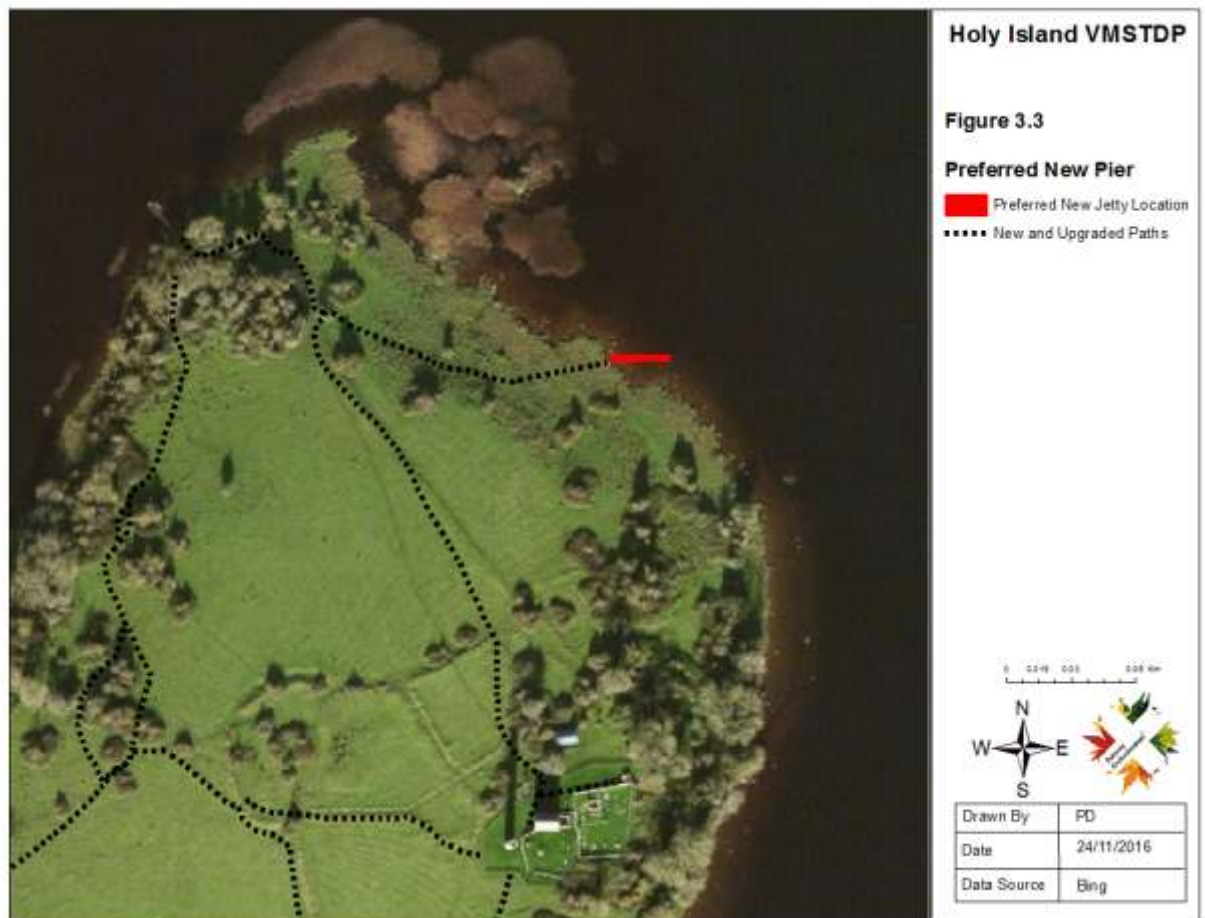 Holy Island VMSTDP
Figure 3.3
Preferred New Pier
Preferred New Jetty Location
New and Upgraded Paths
0
N
W E
S
Drawn By PD
Date 24/11/2016
Data Source Bing